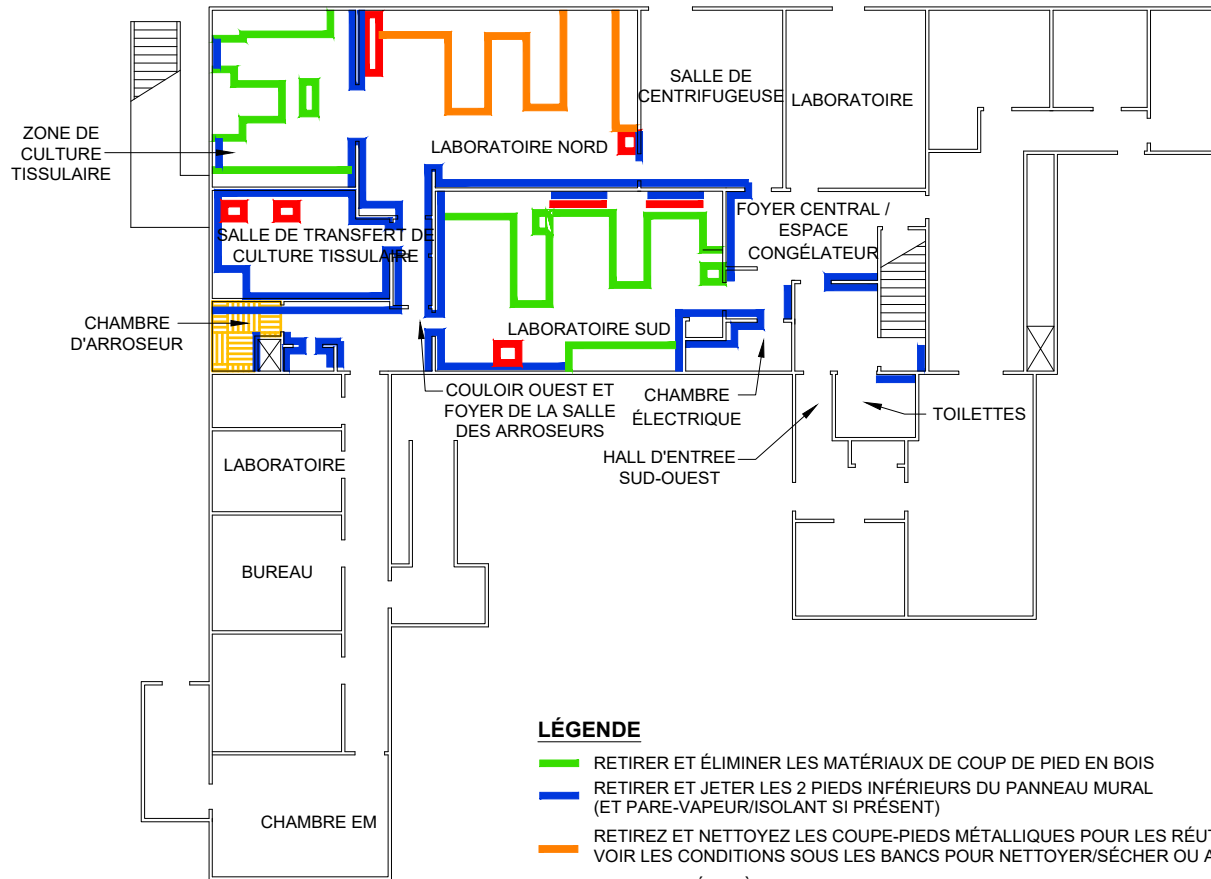 SALLE DE
CENTRIFUGEUSE
LABORATOIRE
ZONE DE
CULTURE
TISSULAIRE
LABORATOIRE NORD
FOYER CENTRAL /
ESPACE
CONGÉLATEUR
SALLE DE TRANSFERT DE
CULTURE TISSULAIRE
CHAMBRE
D'ARROSEUR
LABORATOIRE SUD
COULOIR OUEST ET
FOYER DE LA SALLE
DES ARROSEURS
CHAMBRE
ÉLECTRIQUE
TOILETTES
HALL D'ENTREE
SUD-OUEST
LABORATOIRE
BUREAU
CHAMBRE EM
LÉGENDE
RETIRER ET ÉLIMINER LES MATÉRIAUX DE COUP DE PIED EN BOIS
RETIRER ET JETER LES 2 PIEDS INFÉRIEURS DU PANNEAU MURAL
(ET PARE-VAPEUR/ISOLANT SI PRÉSENT)
RETIREZ ET NETTOYEZ LES COUPE-PIEDS MÉTALLIQUES POUR LES RÉUT
VOIR LES CONDITIONS SOUS LES BANCS POUR NETTOYER/SÉCHER OU A